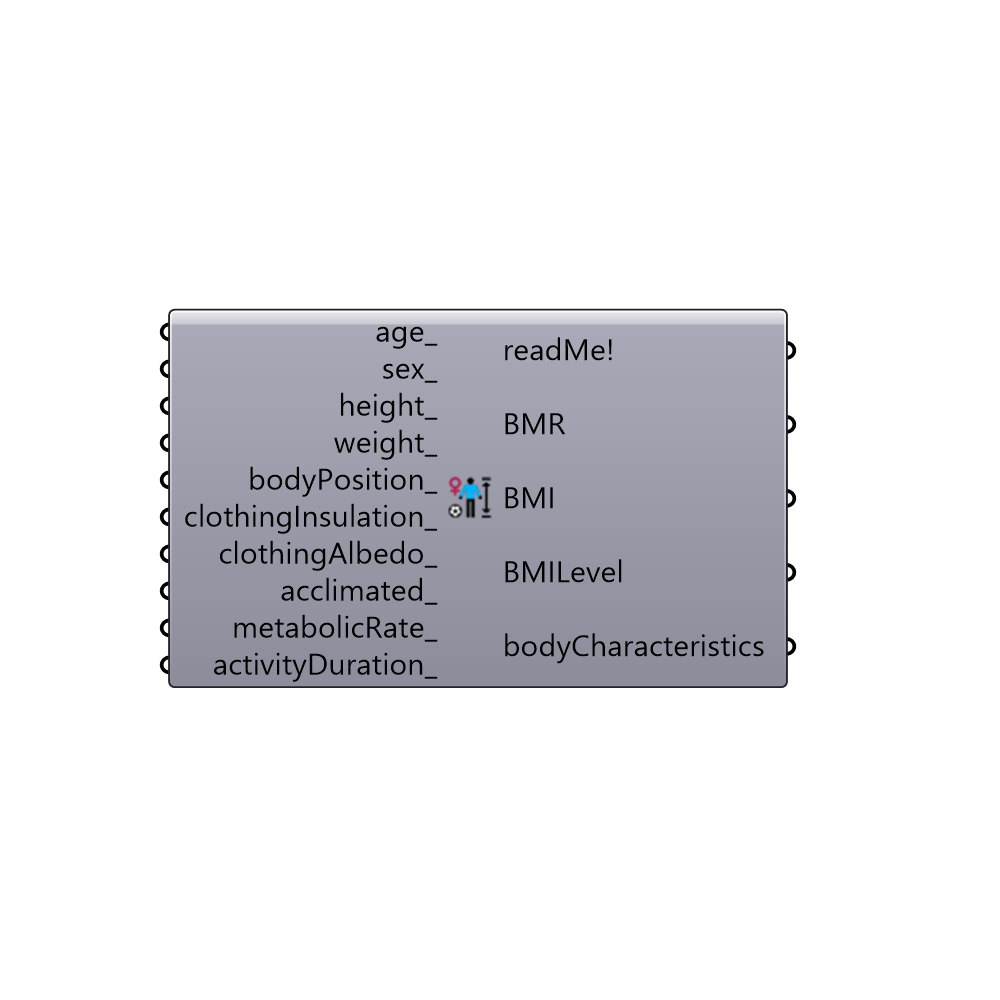 age_
sex_
height_
weight_
bodyPosition_
clothingInsulation_
clothingAlbedo_
acclimated_
metabolicRate_
activityDuration_
readMe!
BMR
BMI
BMILevel
bodyCharacteristics